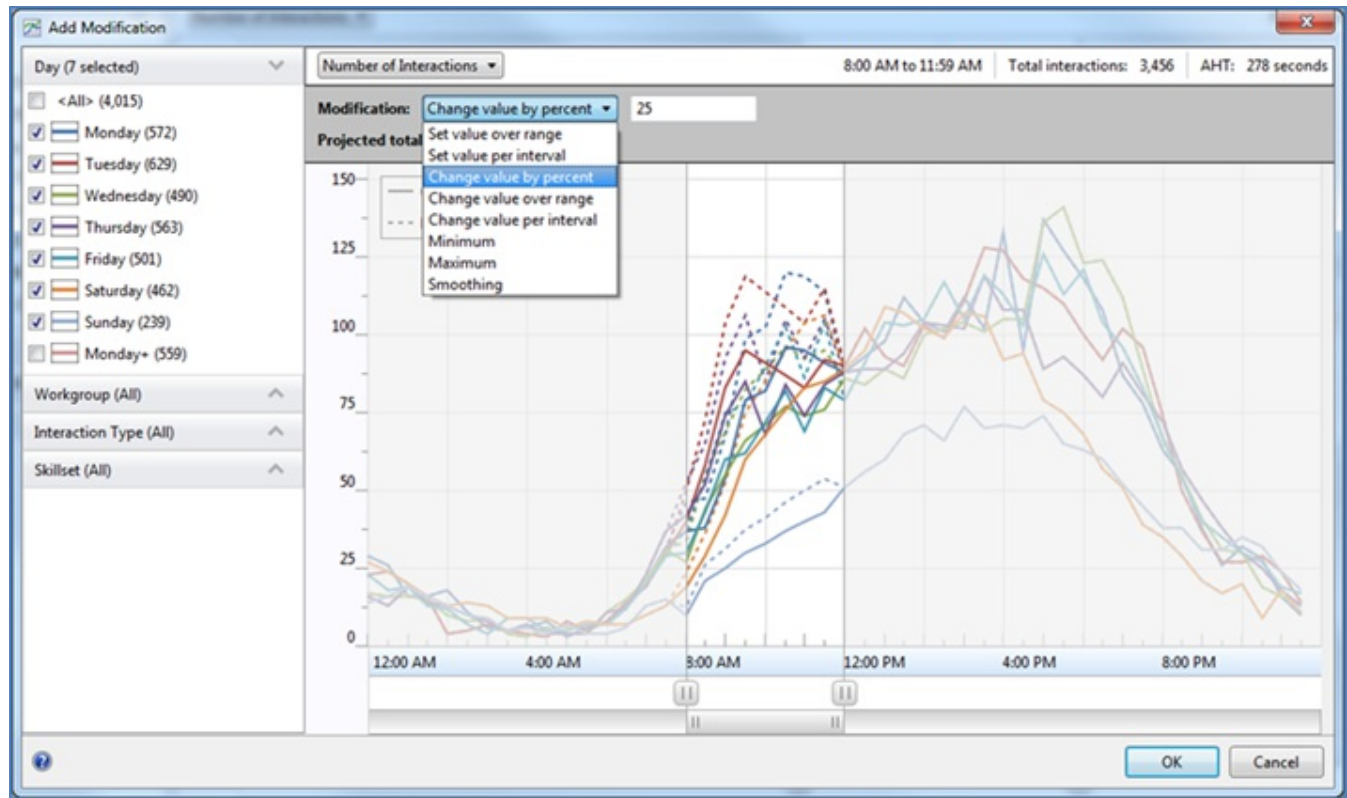 Add Modification
Day (7 selected)
<All> (4,015)
Monday (572)
Tuesday (629)
Wednesday (490)
Thursday (563)
Friday (501)
Saturday (462)
Sunday (239)
Monday+ (559)
Workgroup (All)
Interaction Type (All)
Skillset (All)
Number of Interactions
8:00 AM to 11:59 AM
Total interactions: 3,456
AHT: 278 seconds
Modification:
Change value by percent
25
Projected total
Set value over range
Set value per interval
Change value by percent
Change value over range
Change value per interval
Minimum
Maximum
Smoothing
150
125
100
75
50
25
0
12:00 AM
4:00 AM
8:00 AM
12:00 PM
4:00 PM
8:00 PM
OK
Cancel